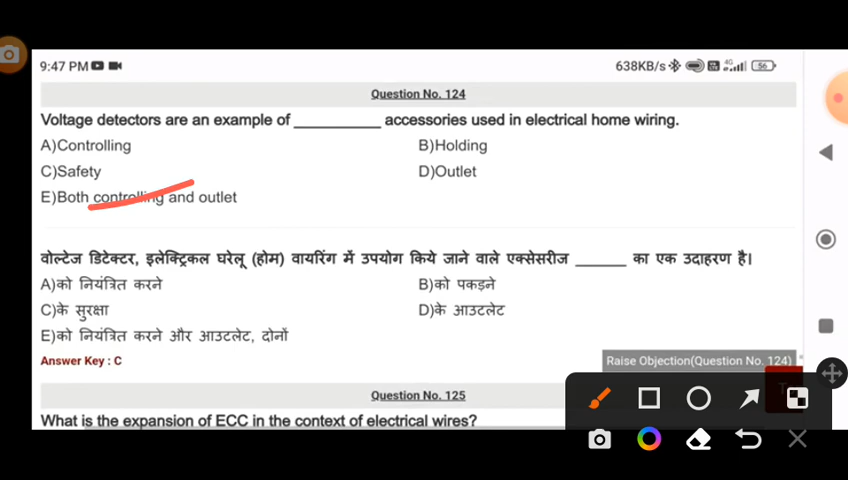 9:47 PM 638KB/s 4G 56
Question No. 124
Voltage detectors are an example of __________ accessories used in electrical home wiring.
A)Controlling B)Holding
C)Safety D)Outlet
E)Both controlling and outlet
वोल्टेज डिटेक्टर, इलेक्ट्रिकल घरेलू (होम) वायरिंग में उपयोग किये जाने वाले एक्सेसरीज ______ का एक उदाहरण है।
A)को नियंत्रित करने B)को पकड़ने
C)के सुरक्षा D)के आउटलेट
E)को नियंत्रित करने और आउटलेट, दोनों
Answer Key : C Raise Objection(Question No. 124)
Question No. 125
What is the expansion of ECC in the context of electrical wires?